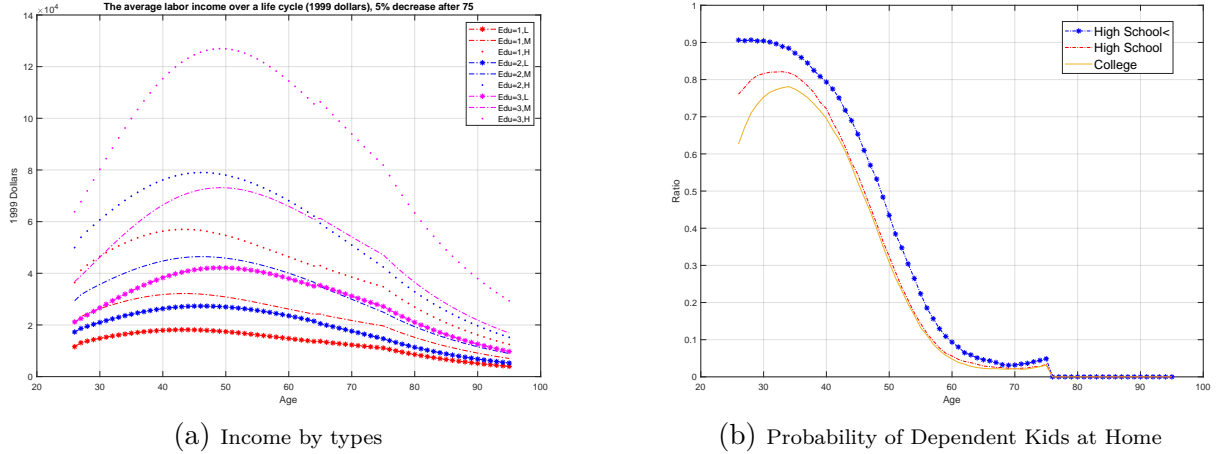 The average labor income over a life cycle (1999 dollars), 5% decrease after 75
14
×10⁴
12
10
8
6
4
2
0
1999 Dollars
20
30
40
50
60
70
80
90
100
Age
Edu=1,L
Edu=1,M
Edu=1,H
Edu=2,L
Edu=2,M
Edu=2,H
Edu=3,L
Edu=3,M
Edu=3,H
(a) Income by types
1
0.9
0.8
0.7
0.6
0.5
0.4
0.3
0.2
0.1
0
Ratio
20
30
40
50
60
70
80
90
100
Age
High School<
High School
College
(b) Probability of Dependent Kids at Home